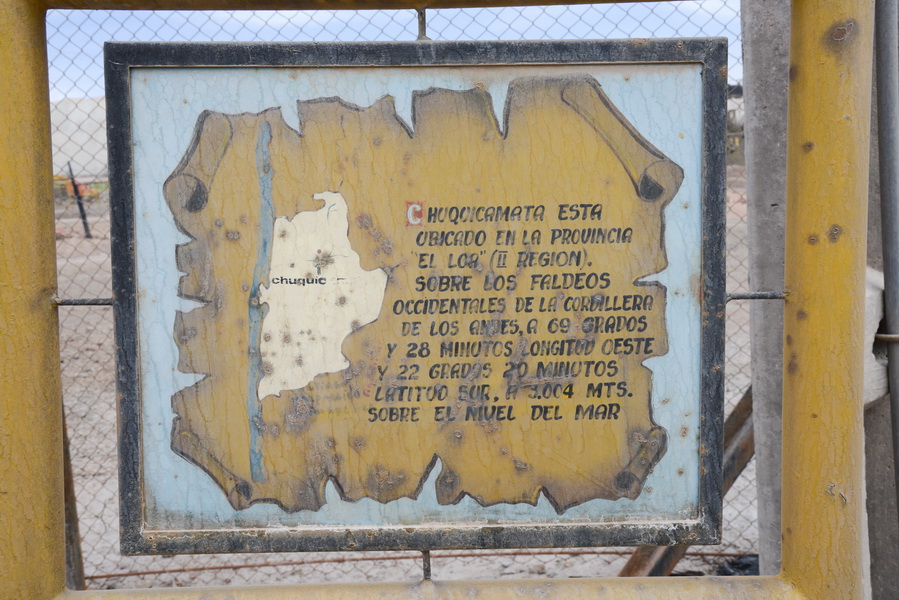 chuquic
CHUQUICAMATA ESTA
UBICADO EN LA PROVINCIA
"EL LOA" (II REGION).
SOBRE LOS FALDEOS
OCCIDENTALES DE LA CORDILLERA
DE LOS ANDES, A 69 GRADOS
Y 28 MINUTOS LONGITUD OESTE
Y 22 GRADOS 20 MINUTOS
LATITUD SUR, A 3.004 MTS.
SOBRE EL NIVEL DEL MAR